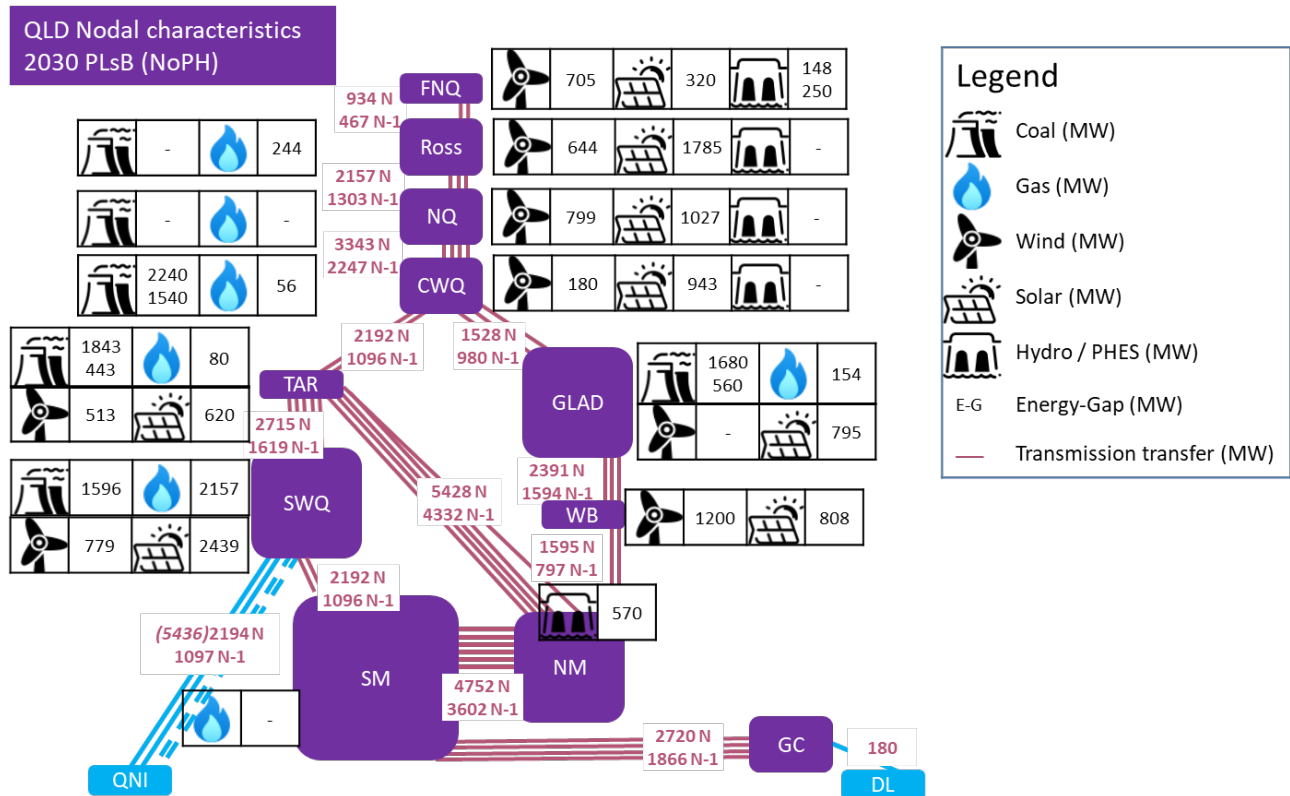 QLD Nodal characteristics
2030 PLsB (NoPH)
FNQ
934 N
467 N-1
705
320
148
250
Ross
-
244
644
1785
-
2157 N
1303 N-1
NQ
-
-
799
1027
-
3343 N
2247 N-1
CWQ
2240
1540
56
180
943
-
2192 N
1096 N-1
1528 N
980 N-1
1843
443
80
513
620
TAR
GLAD
1680
560
154
-
795
2715 N
1619 N-1
1596
2157
779
2439
SWQ
5428 N
4332 N-1
2391 N
1594 N-1
WB
1200
808
1595 N
797 N-1
2192 N
1096 N-1
570
(5436)2194 N
1097 N-1
SM
NM
4752 N
3602 N-1
-
2720 N
1866 N-1
GC
180
QNI
DL
Legend
Coal (MW)
Gas (MW)
Wind (MW)
Solar (MW)
Hydro / PHES (MW)
E-G Energy-Gap (MW)
Transmission transfer (MW)